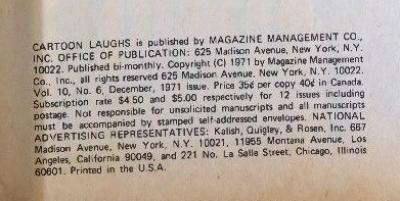 CARTOON LAUGHS is published by MAGAZINE MANAGEMENT CO.,
INC. OFFICE OF PUBLICATION: 625 Madison Avenue, New York, N.Y.
10022. Published bi-monthly. Copyright (C) 1971 by Magazine Management
Co., Inc., all rights reserved 625 Madison Avenue, New York, N.Y. 10022.
Vol. 10, No. 6, December, 1971 issue. Price 35¢ per copy 40¢ in Canada.
Subscription rate $4.50 and $5.00 respectively for 12 issues including
postage. Not responsible for unsolicited manuscripts and all manuscripts
must be accompanied by stamped self-addressed envelopes. NATIONAL
ADVERTISING REPRESENTATIVES: Kalish, Quigley, & Rosen, Inc. 667
Madison Avenue, New York, N.Y. 10021, 11955 Montana Avenue, Los
Angeles, California 90049, and 221 No. La Salle Street, Chicago, Illinois
60601. Printed in the U.S.A.